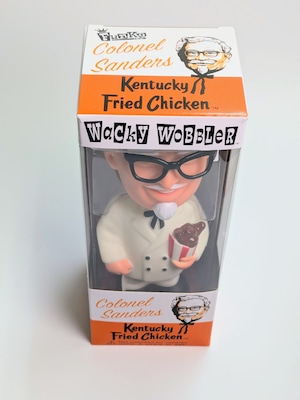 Funko
Colonel
Sanders
Kentucky
Fried Chicken
Wacky Wobbler
Colonel
Sanders
Kentucky
Fried Chicken